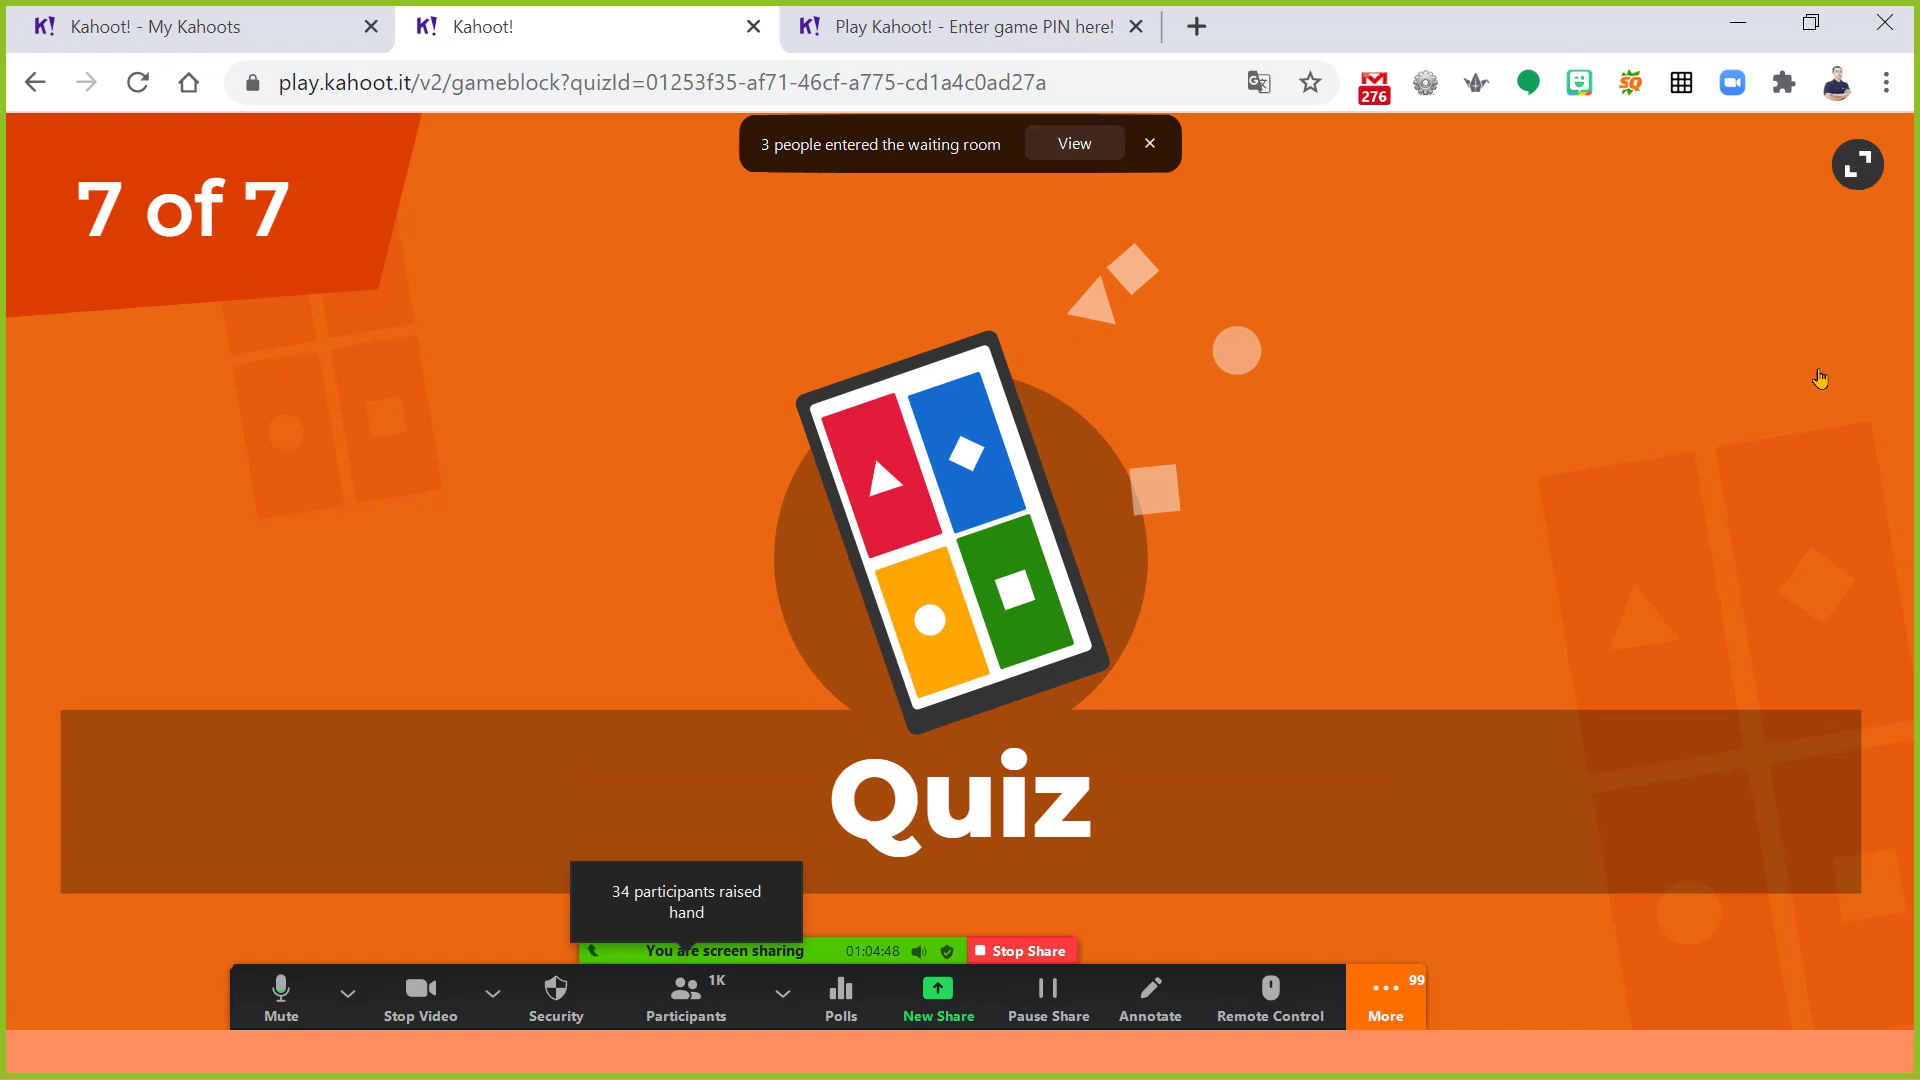 K! Kahoot! - My Kahoots
K! Kahoot!
K! Play Kahoot! - Enter game PIN here!
play.kahoot.it/v2/gameblock?quizId=01253f35-af71-46cf-a775-cd1a4c0ad27a
276
SQ
3 people entered the waiting room View
7 of 7
Quiz
34 participants raised
hand
You are screen sharing 01:04:48 Stop Share
1K
99
Mute Stop Video Security Participants Polls New Share Pause Share Annotate Remote Control More